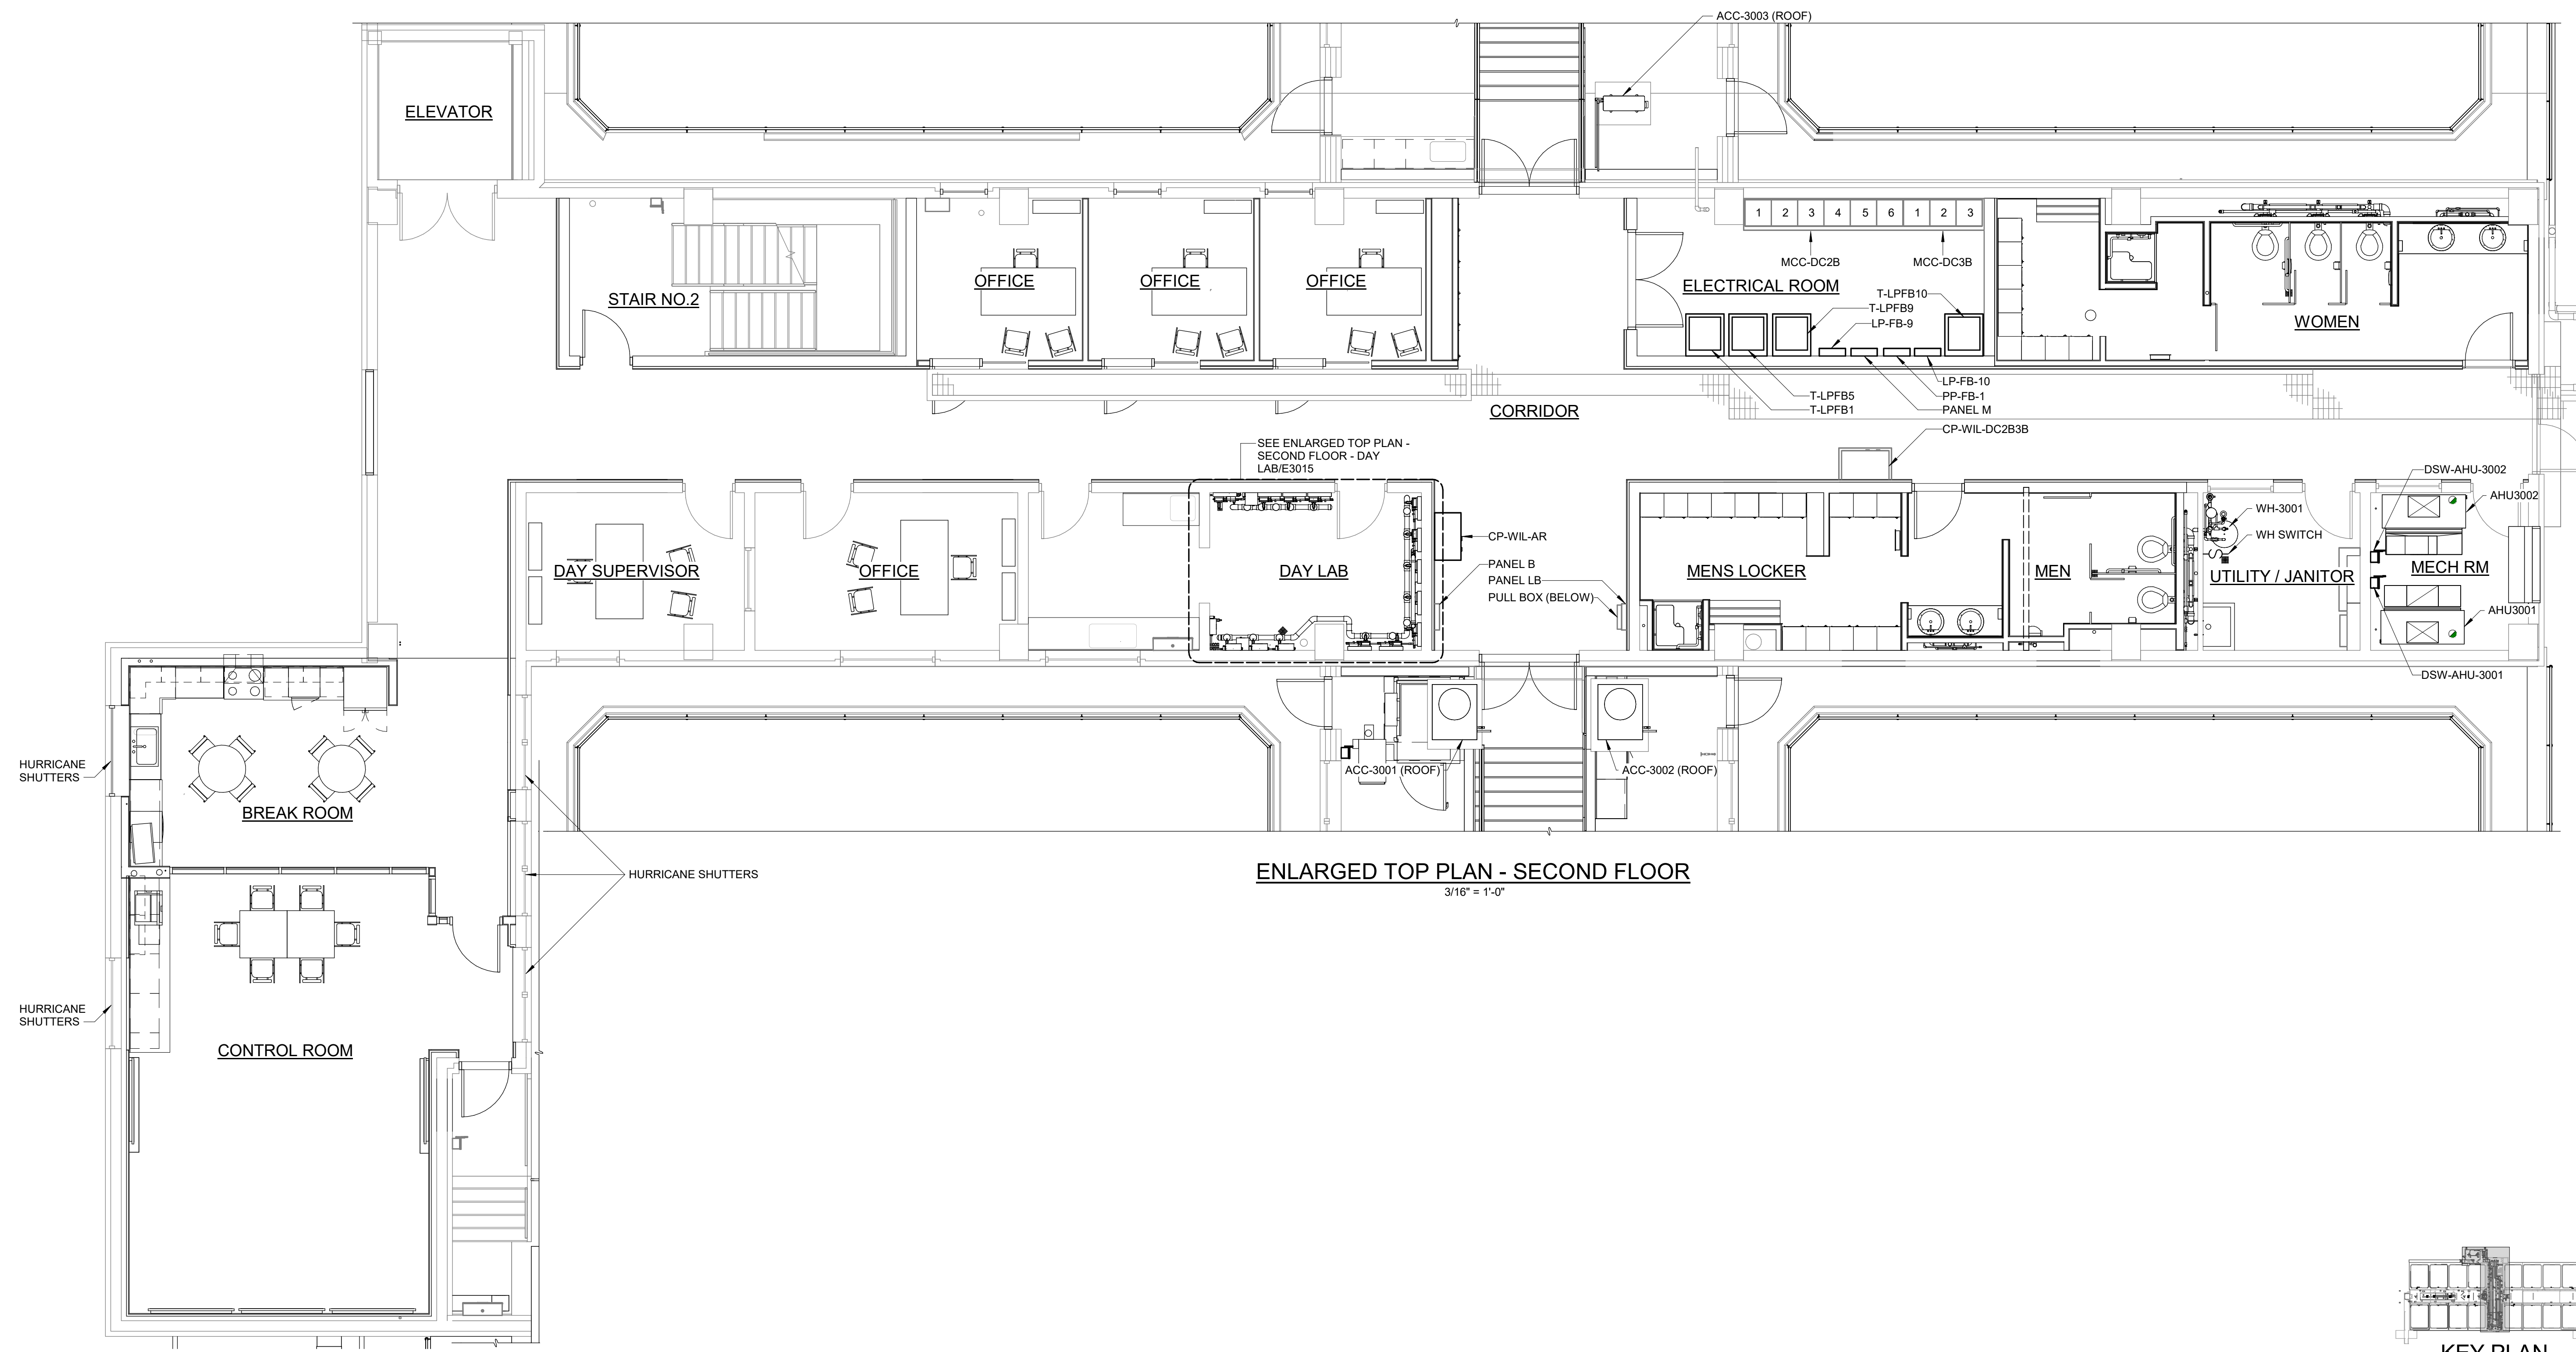 ACC-3003 (ROOF)
ELEVATOR
1 2 3 4 5 6 1 2 3
MCC-DC2B
MCC-DC3B
OFFICE
OFFICE
OFFICE
STAIR NO.2
ELECTRICAL ROOM
T-LPFB10
T-LPFB9
LP-FB-9
WOMEN
LP-FB-10
T-LPFB5
PP-FB-1
T-LPFB1
PANEL M
CORRIDOR
CP-WIL-DC2B3B
SEE ENLARGED TOP PLAN -
SECOND FLOOR - DAY
LAB/E3015
DSW-AHU-3002
AHU3002
WH-3001
CP-WIL-AR
WH SWITCH
PANEL B
DAY SUPERVISOR
OFFICE
DAY LAB
PANEL LB
MENS LOCKER
MEN
UTILITY / JANITOR
MECH RM
PULL BOX (BELOW)
AHU3001
DSW-AHU-3001
HURRICANE
SHUTTERS
ACC-3001 (ROOF)
ACC-3002 (ROOF)
BREAK ROOM
HURRICANE SHUTTERS
ENLARGED TOP PLAN - SECOND FLOOR
3/16" = 1'-0"
HURRICANE
SHUTTERS
CONTROL ROOM
KEY PLAN